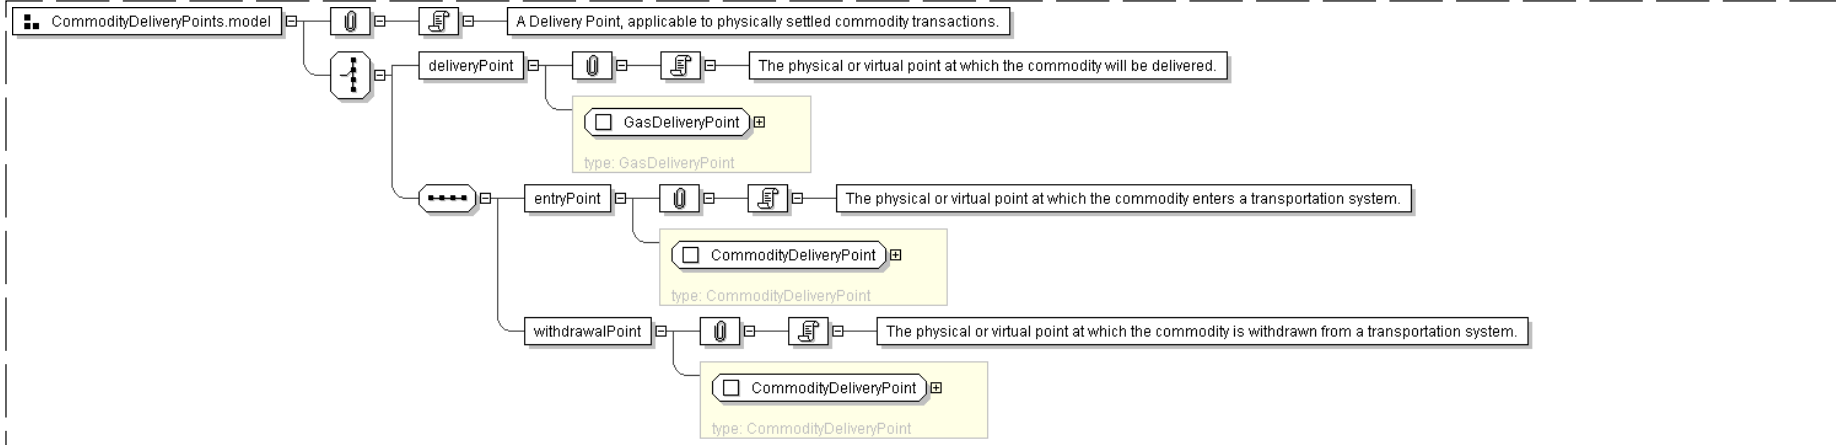 CommodityDeliveryPoints.model
A Delivery Point, applicable to physically settled commodity transactions.
deliveryPoint
The physical or virtual point at which the commodity will be delivered.
GasDeliveryPoint
type: GasDeliveryPoint
entryPoint
The physical or virtual point at which the commodity enters a transportation system.
CommodityDeliveryPoint
type: CommodityDeliveryPoint
withdrawalPoint
The physical or virtual point at which the commodity is withdrawn from a transportation system.
CommodityDeliveryPoint
type: CommodityDeliveryPoint